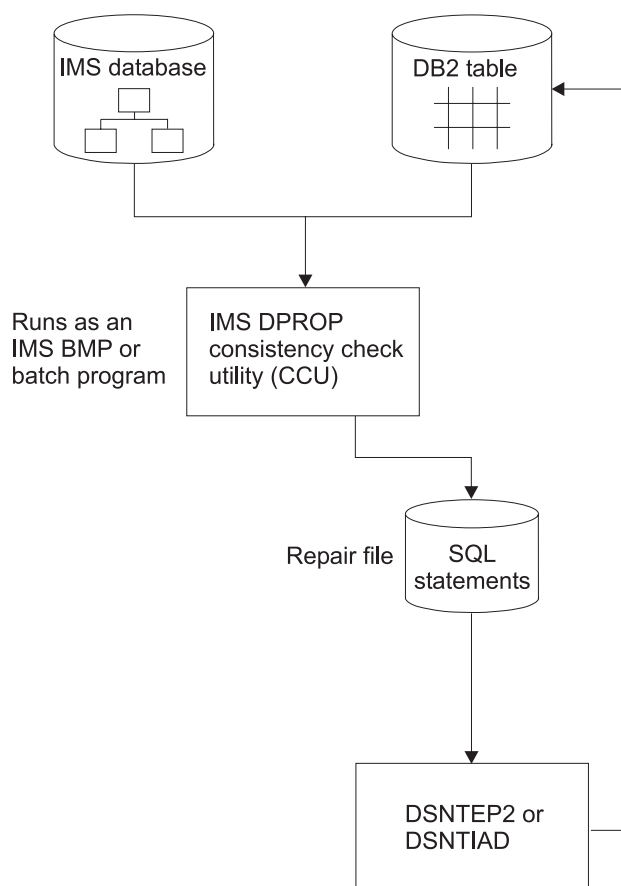 IMS database
DB2 table
Runs as an
IMS BMP or
batch program
IMS DPROP
consistency check
utility (CCU)
Repair file
SQL
statements
DSNTEP2 or
DSNTIAD